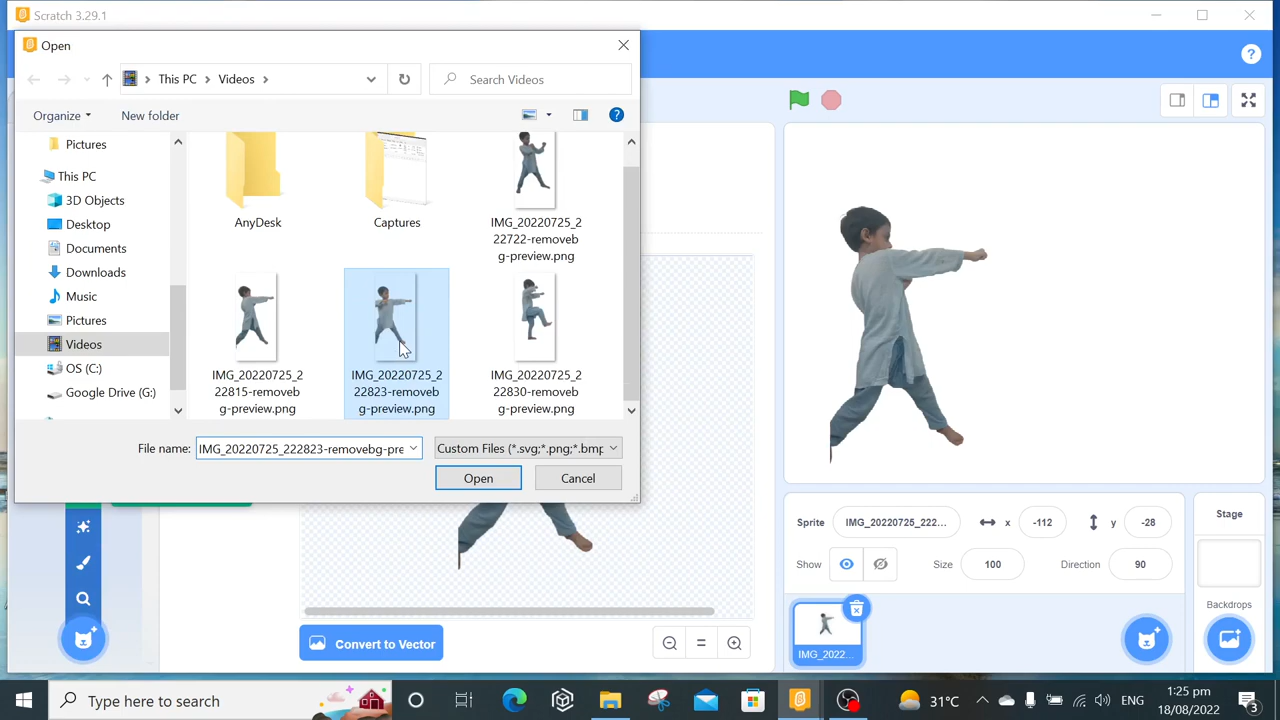 Scratch 3.29.1
Open
This PC
Videos
Search Videos
Organize
New folder
Pictures
This PC
3D Objects
Desktop
Documents
Downloads
Music
Pictures
Videos
OS (C:)
Google Drive (G:)
AnyDesk
Captures
IMG_20220725_2
22722-removeb
g-preview.png
IMG_20220725_2
22815-removeb
g-preview.png
IMG_20220725_2
22823-removeb
g-preview.png
IMG_20220725_2
22830-removeb
g-preview.png
File name:
IMG_20220725_222823-removebg-pre
Custom Files (*.svg;*.png;*.bmp
Open
Cancel
Convert to Vector
Sprite
IMG_20220725_222...
x
-112
y
-28
Show
Size
100
Direction
90
IMG_2022...
Stage
Backdrops
Type here to search
31°C
ENG
1:25 pm
18/08/2022
3